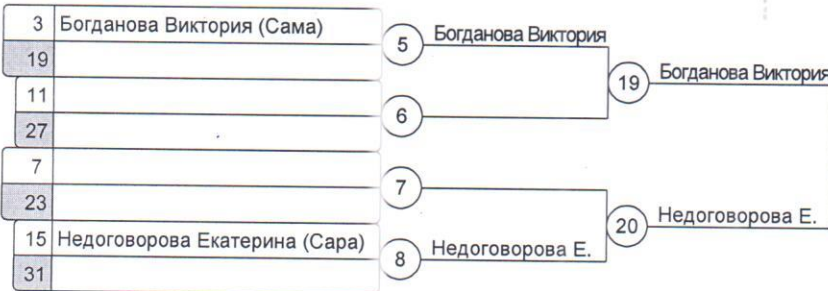 3 Богданова Виктория (Сама)
19
5 Богданова Виктория
11
27
6
19 Богданова Виктория
7
23
7
15 Недоговорова Екатерина (Сара)
31
8 Недоговорова Е.
20 Недоговорова Е.